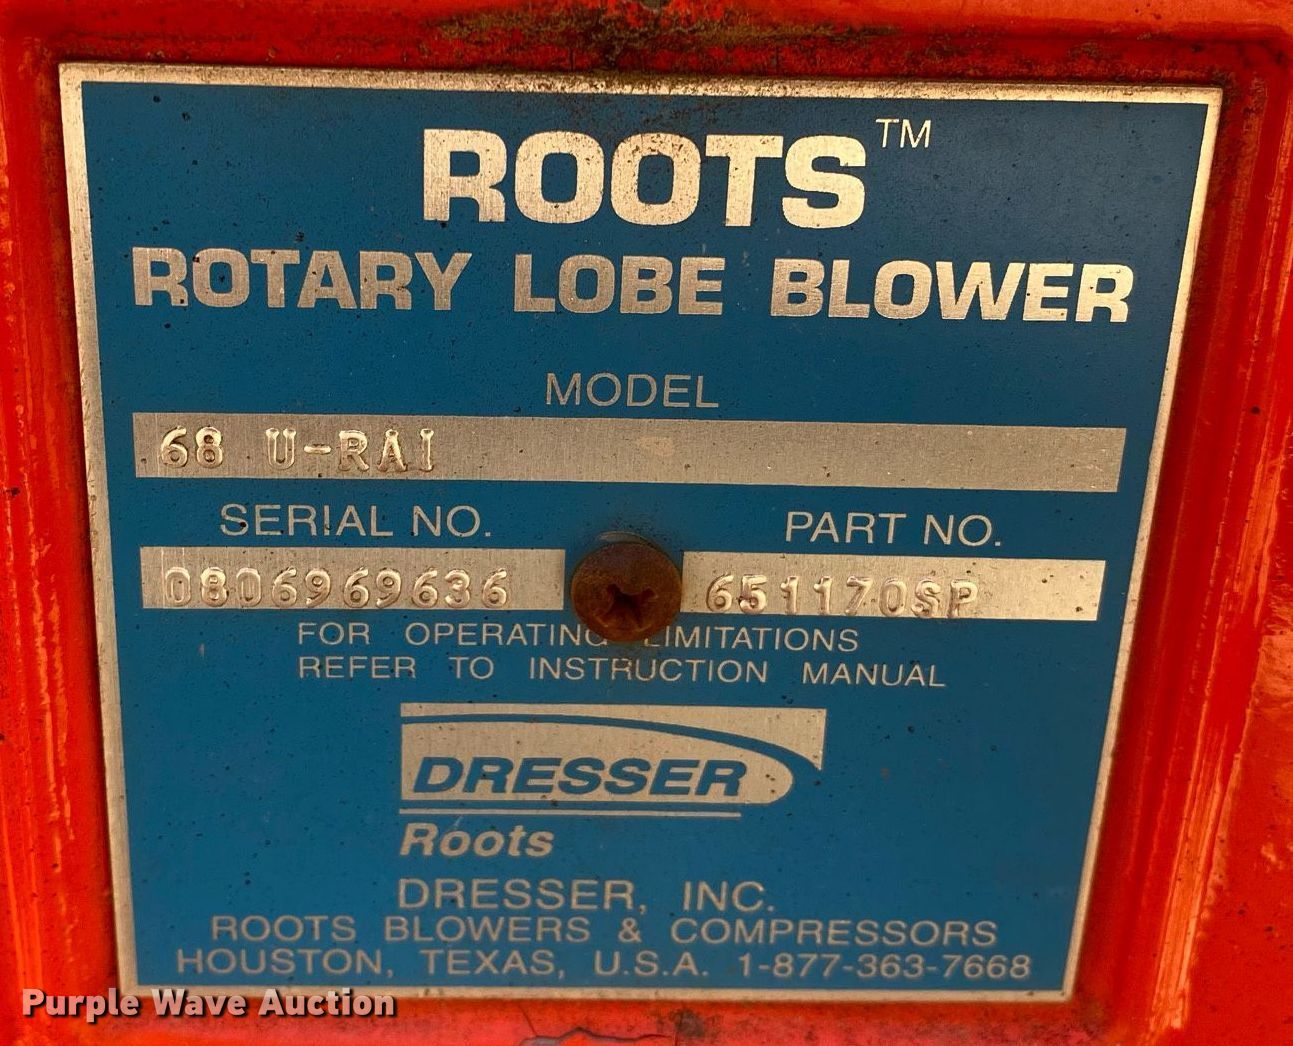 ROOTS™
ROTARY LOBE BLOWER
MODEL
68 U-RAI
SERIAL NO. PART NO.
0806969636 651170SP
FOR OPERATING LIMITATIONS
REFER TO INSTRUCTION MANUAL
DRESSER
Roots
DRESSER, INC.
ROOTS BLOWERS & COMPRESSORS
HOUSTON, TEXAS, U.S.A. 1-877-363-7668
Purple Wave Auction